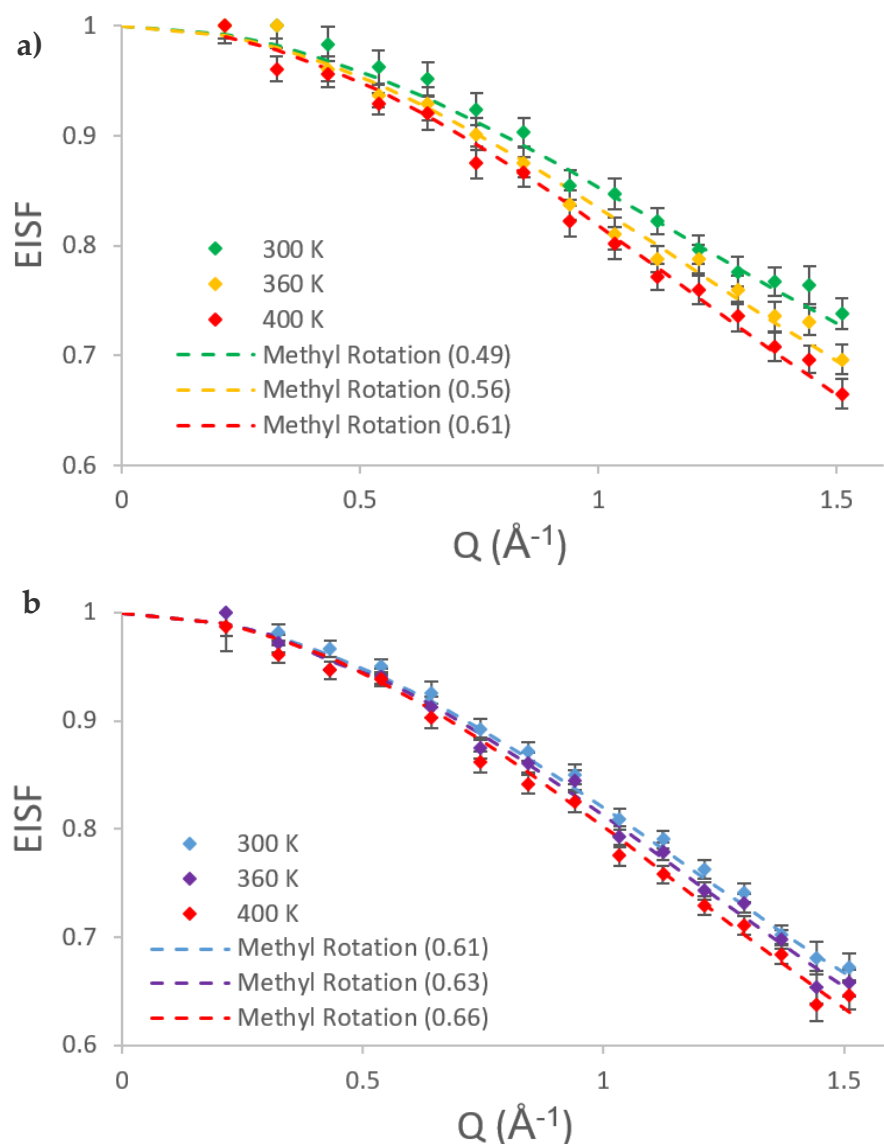 a)
1
0.9
0.8
0.7
0.6
EISF
300 K
360 K
400 K
Methyl Rotation (0.49)
Methyl Rotation (0.56)
Methyl Rotation (0.61)
0
0.5
1
1.5
Q (Å-1)
b
1
0.9
0.8
0.7
0.6
EISF
300 K
360 K
400 K
Methyl Rotation (0.61)
Methyl Rotation (0.63)
Methyl Rotation (0.66)
0
0.5
1
1.5
Q (Å-1)